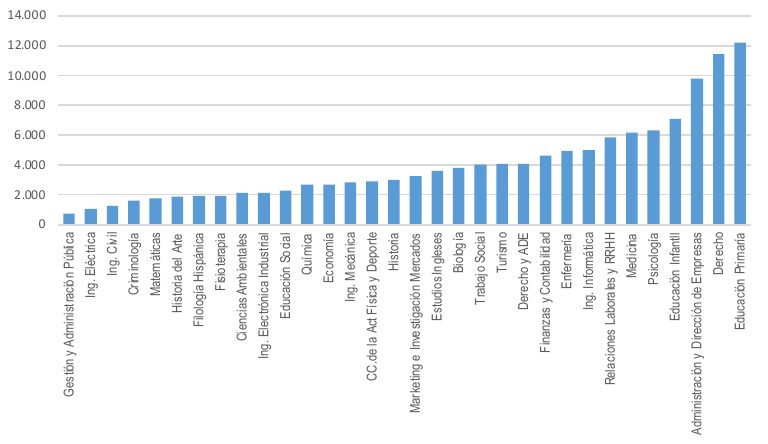 14.000
12.000
10.000
8.000
6.000
4.000
2.000
0
Gestión y Administración Pública
Ing. Eléctrica
Ing. Civil
Criminología
Matemáticas
Historia del Arte
Filología Hispánica
Fisioterapia
Ciencias Ambientales
Ing. Electrónica Industrial
Educación Social
Química
Economía
Ing. Mecánica
CC.de la Act Física y Deporte
Historia
Marketing e Investigación Mercados
Estudios Ingleses
Biología
Trabajo Social
Turismo
Derecho y ADE
Finanzas y Contabilidad
Enfermería
Ing. Informática
Relaciones Laborales y RRHH
Medicina
Psicología
Educación Infantil
Administración y Dirección de Empresas
Derecho
Educación Primaria